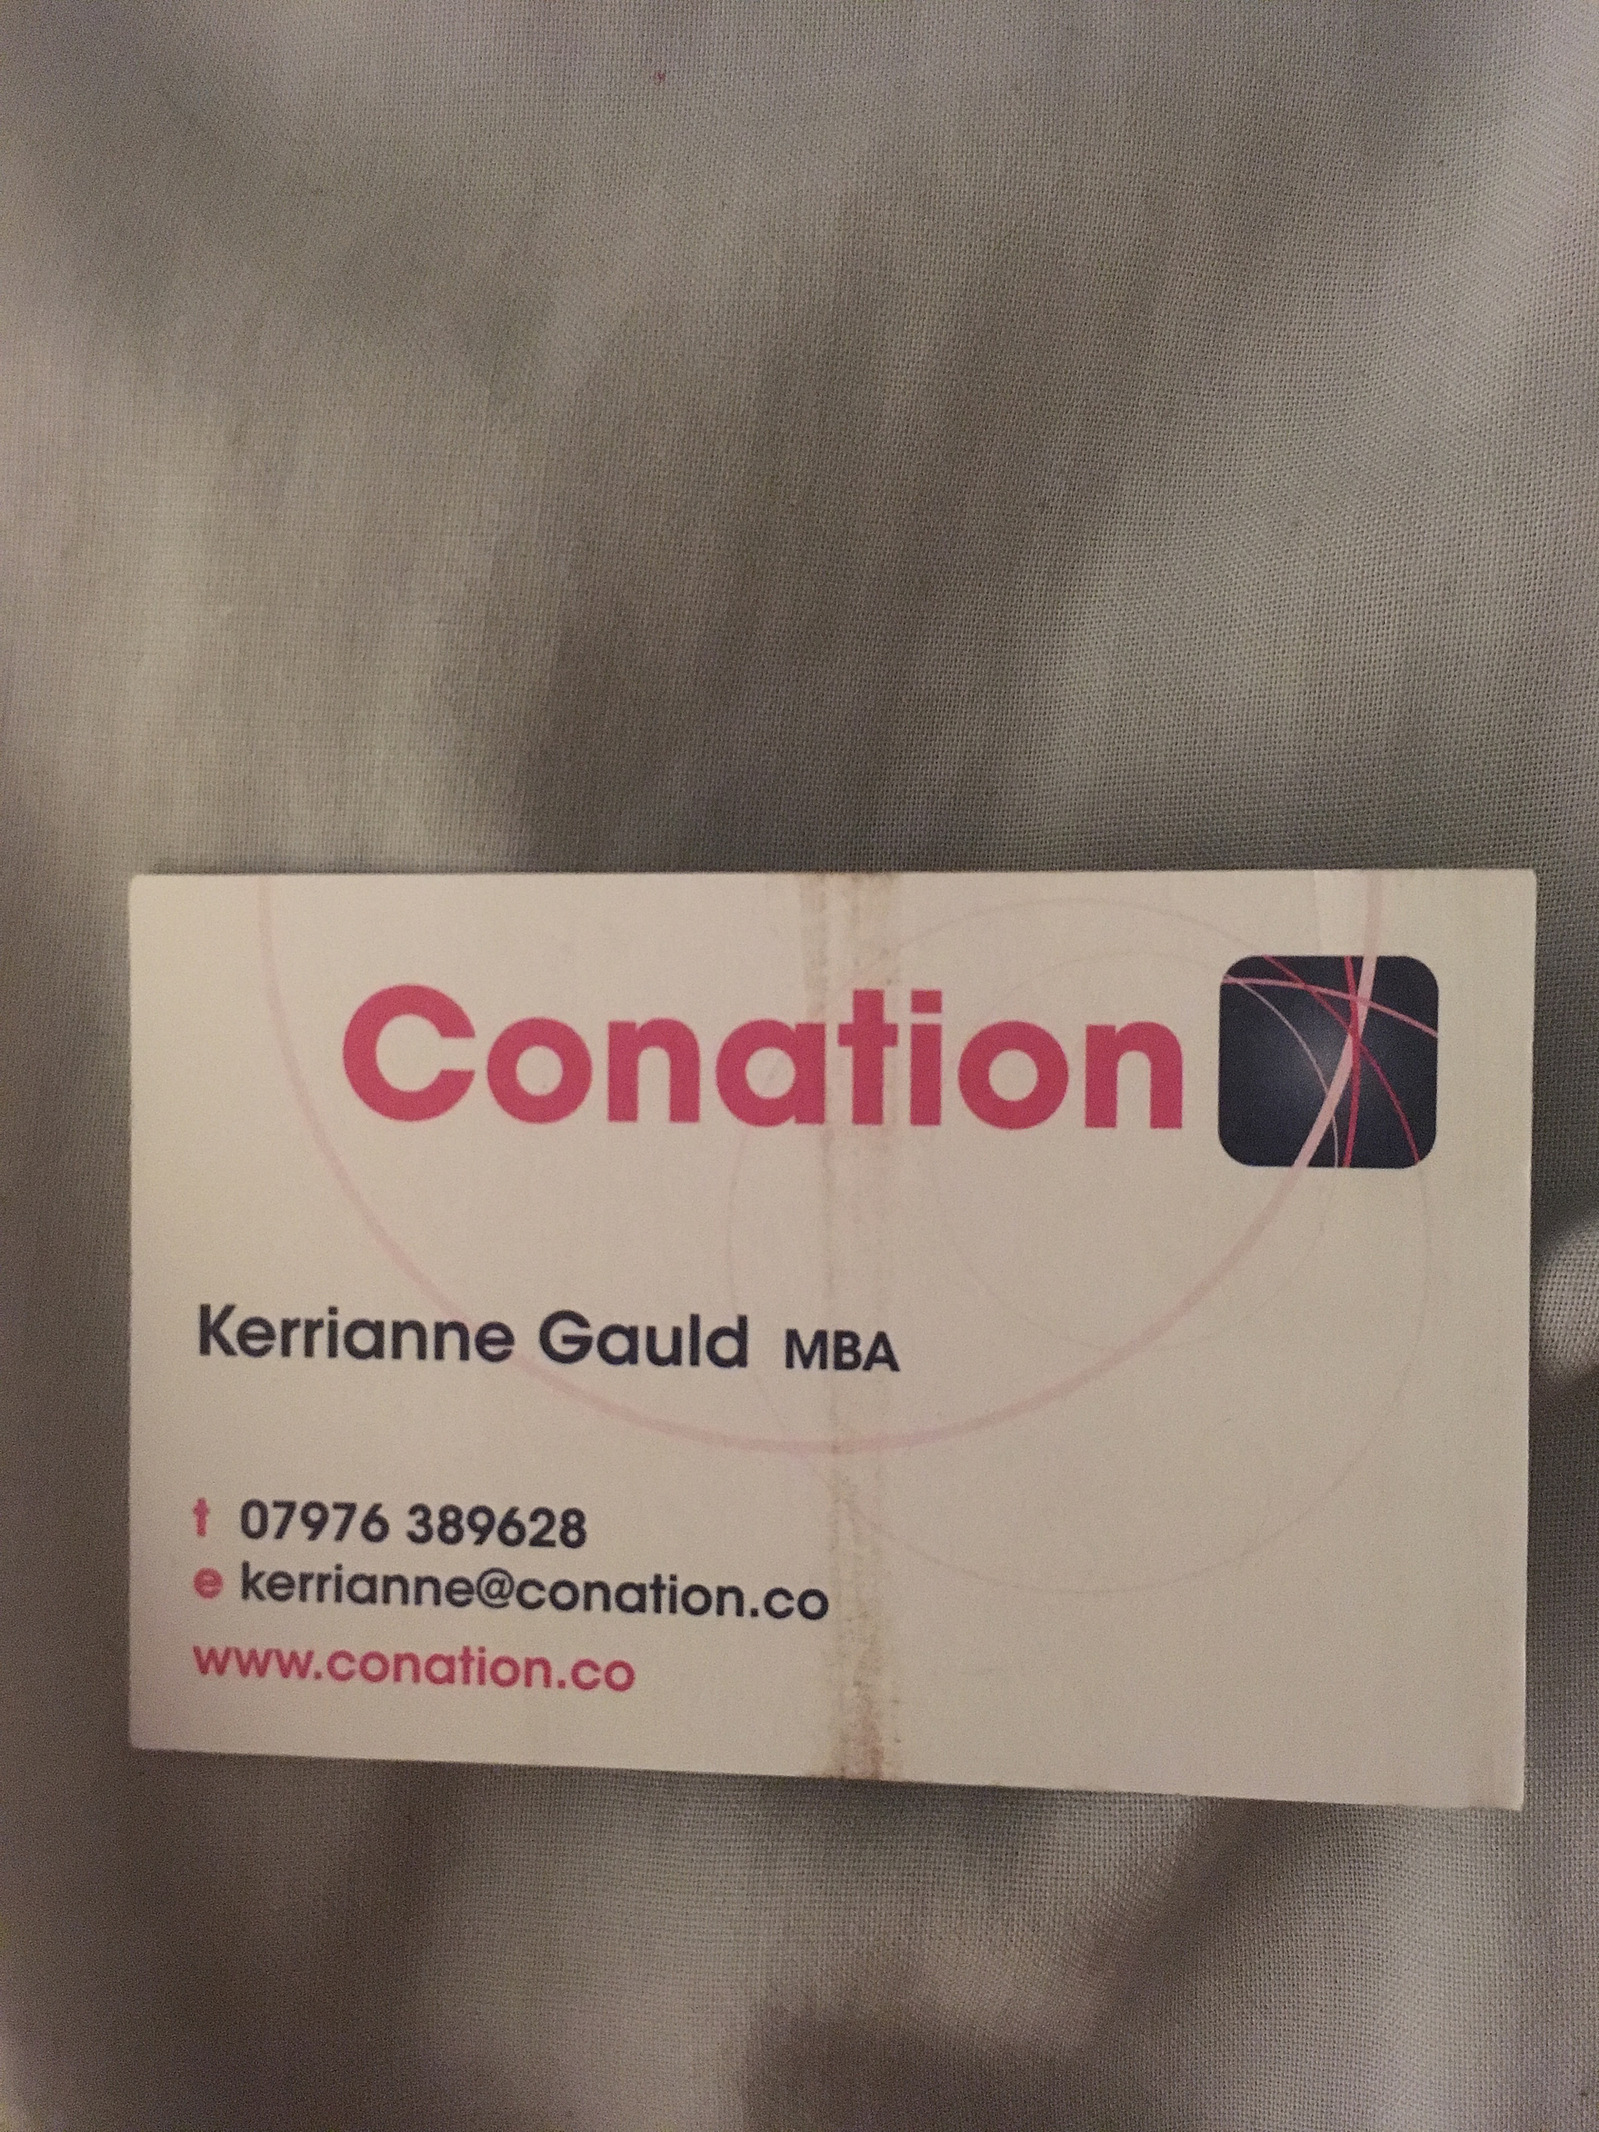 Conation
Kerrianne Gauld MBA
t 07976 389628
e kerrianne@conation.co
www.conation.co